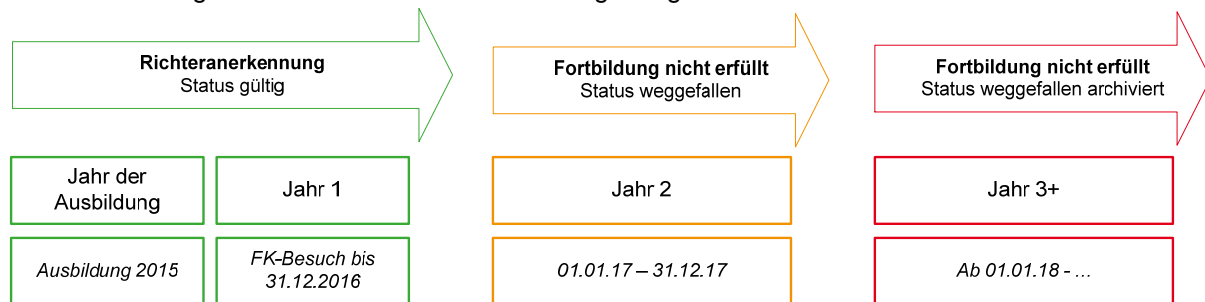 Richteranerkennung
Status gültig
Fortbildung nicht erfüllt
Status weggefallen
Fortbildung nicht erfüllt
Status weggefallen archiviert
Jahr der
Ausbildung
Jahr 1
Jahr 2
Jahr 3+
Ausbildung 2015
FK-Besuch bis
31.12.2016
01.01.17 – 31.12.17
Ab 01.01.18 - ...